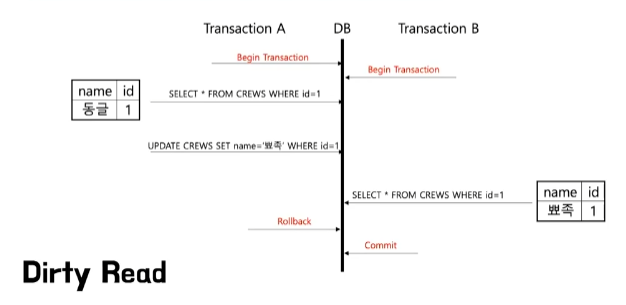 Transaction A DB Transaction B
Begin Transaction
Begin Transaction
name id
동글 1
SELECT * FROM CREWS WHERE id=1
UPDATE CREWS SET name='뾰족' WHERE id=1
SELECT * FROM CREWS WHERE id=1
name id
뾰족 1
Rollback
Commit
Dirty Read